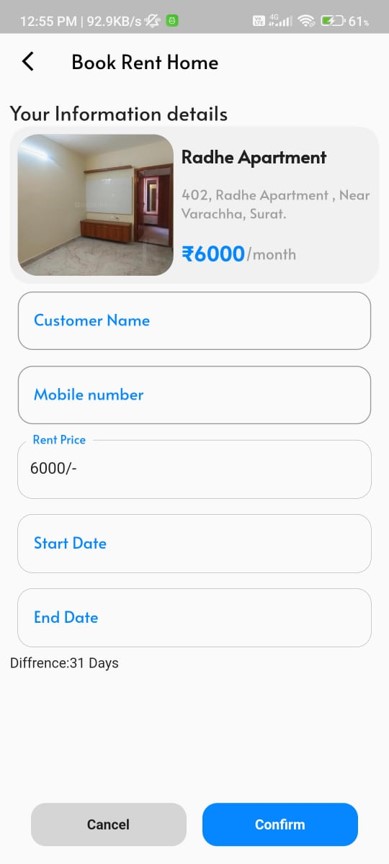 12:55 PM | 92.9KB/s
4G
61%
Book Rent Home
Your Information details
Radhe Apartment
402, Radhe Apartment , Near
Varachha, Surat.
₹6000/month
Customer Name
Mobile number
Rent Price
6000/-
Start Date
End Date
Diffrence:31 Days
Cancel
Confirm